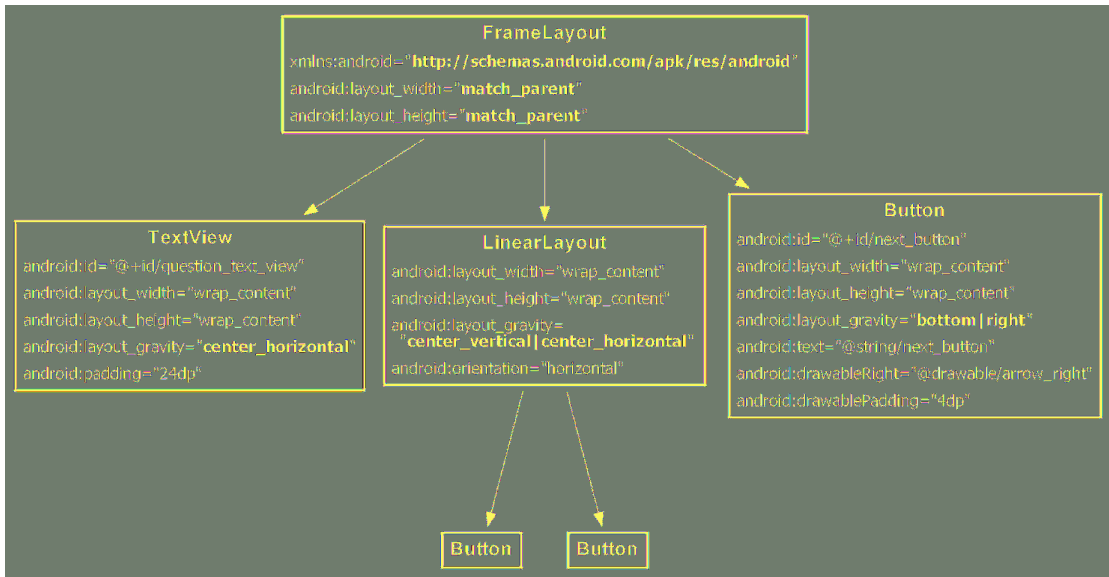 FrameLayout
xmlns:android="http://schemas.android.com/apk/res/android"
android:layout_width="match_parent"
android:layout_height="match_parent"
TextView
android:id="@+id/question_text_view"
android:layout_width="wrap_content"
android:layout_height="wrap_content"
android:layout_gravity="center_horizontal"
android:padding="24dp"
LinearLayout
android:layout_width="wrap_content"
android:layout_height="wrap_content"
android:layout_gravity=
"center_vertical|center_horizontal"
android:orientation="horizontal"
Button
android:id="@+id/next_button"
android:layout_width="wrap_content"
android:layout_height="wrap_content"
android:layout_gravity="bottom|right"
android:text="@string/next_button"
android:drawableRight="@drawable/arrow_right"
android:drawablePadding="4dp"
Button
Button